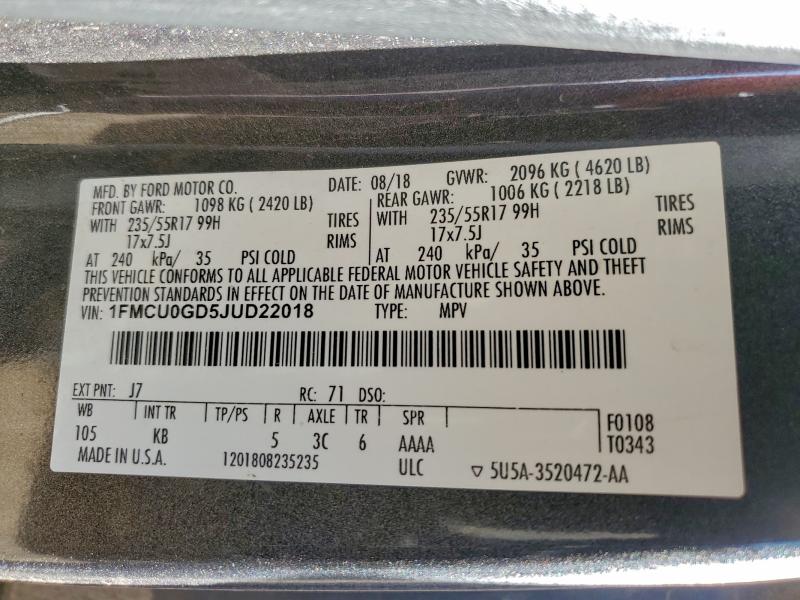 MFD. BY FORD MOTOR CO. DATE: 08/18 GVWR: 2096 KG ( 4620 LB)
FRONT GAWR: 1098 KG ( 2420 LB) REAR GAWR: 1006 KG ( 2218 LB)
WITH 235/55R17 99H TIRES WITH 235/55R17 99H TIRES
17x7.5J RIMS 17x7.5J RIMS
AT 240 kPa/ 35 PSI COLD AT 240 kPa/ 35 PSI COLD
THIS VEHICLE CONFORMS TO ALL APPLICABLE FEDERAL MOTOR VEHICLE SAFETY AND THEFT
PREVENTION STANDARDS IN EFFECT ON THE DATE OF MANUFACTURE SHOWN ABOVE.
VIN: 1FMCU0GD5JUD22018 TYPE: MPV
EXT PNT: J7 RC: 71 DSO:
WB INT TR TP/PS R AXLE TR SPR F0108
105 KB 5 3C 6 AAAA T0343
MADE IN U.S.A. 1201808235235 ULC ▽ 5U5A-3520472-AA